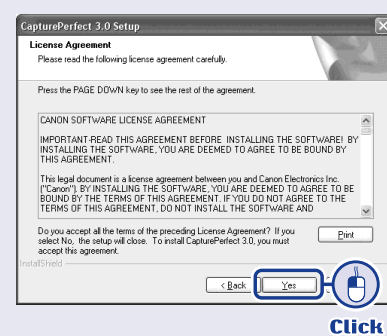 CapturePerfect 3.0 Setup
License Agreement
Please read the following license agreement carefully.
Press the PAGE DOWN key to see the rest of the agreement.
CANON SOFTWARE LICENSE AGREEMENT
IMPORTANT-READ THIS AGREEMENT BEFORE INSTALLING THE SOFTWARE! BY
INSTALLING THE SOFTWARE, YOU ARE DEEMED TO AGREE TO BE BOUND BY
THIS AGREEMENT.
This legal document is a license agreement between you and Canon Electronics Inc.
("Canon"). BY INSTALLING THE SOFTWARE, YOU ARE DEEMED TO AGREE TO BE
BOUND BY THE TERMS OF THIS AGREEMENT. IF YOU DO NOT AGREE TO THE
TERMS OF THIS AGREEMENT, DO NOT INSTALL THE SOFTWARE AND
Do you accept all the terms of the preceding License Agreement? If you
select No, the setup will close. To install CapturePerfect 3.0, you must
accept this agreement.
Print
InstallShield
< Back
Yes
Click